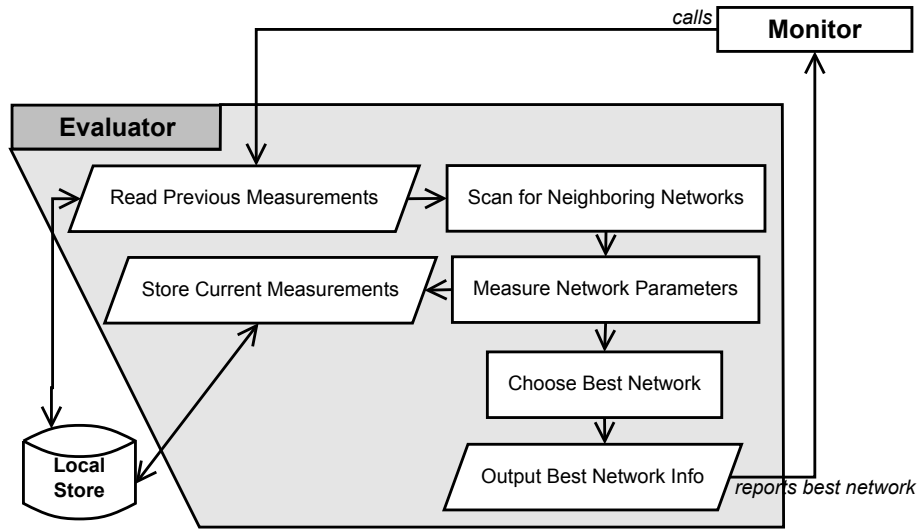 calls
Monitor
Evaluator
Read Previous Measurements
Scan for Neighboring Networks
Store Current Measurements
Measure Network Parameters
Choose Best Network
Local
Store
Output Best Network Info
reports best network